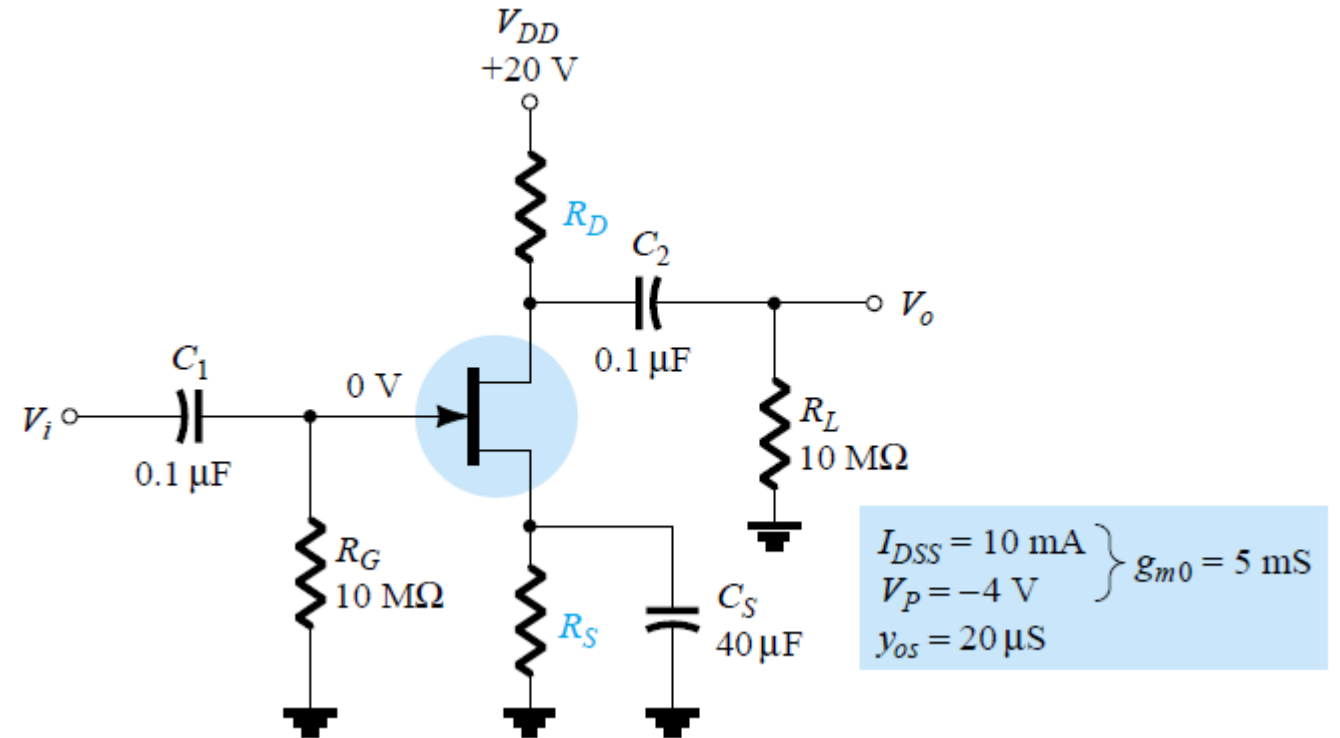 V_DD
+20 V
R_D
C_2
V_o
0.1 μF
C_1
0 V
V_i
0.1 μF
R_L
10 MΩ
R_G
10 MΩ
R_S
C_S
40 μF
I_DSS = 10 mA
V_P = –4 V
} g_m0 = 5 mS
y_os = 20 μS